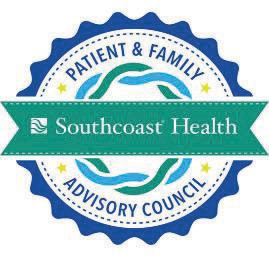 PATIENT & FAMILY
Southcoast® Health
ADVISORY COUNCIL